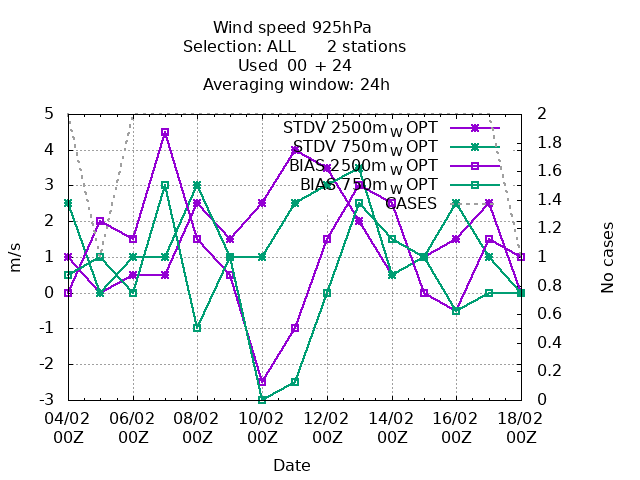 Wind speed 925hPa
Selection: ALL 2 stations
Used 00 + 24
Averaging window: 24h
5
4
3
2
1
0
-1
-2
-3
m/s
STDV 2500m_W OPT
STDV 750m_W OPT
BIAS 2500m_W OPT
BIAS 750m_W OPT
CASES
2
1.8
1.6
1.4
1.2
1
0.8
0.6
0.4
0.2
0
No cases
04/02 06/02 08/02 10/02 12/02 14/02 16/02 18/02
00Z 00Z 00Z 00Z 00Z 00Z 00Z 00Z
Date